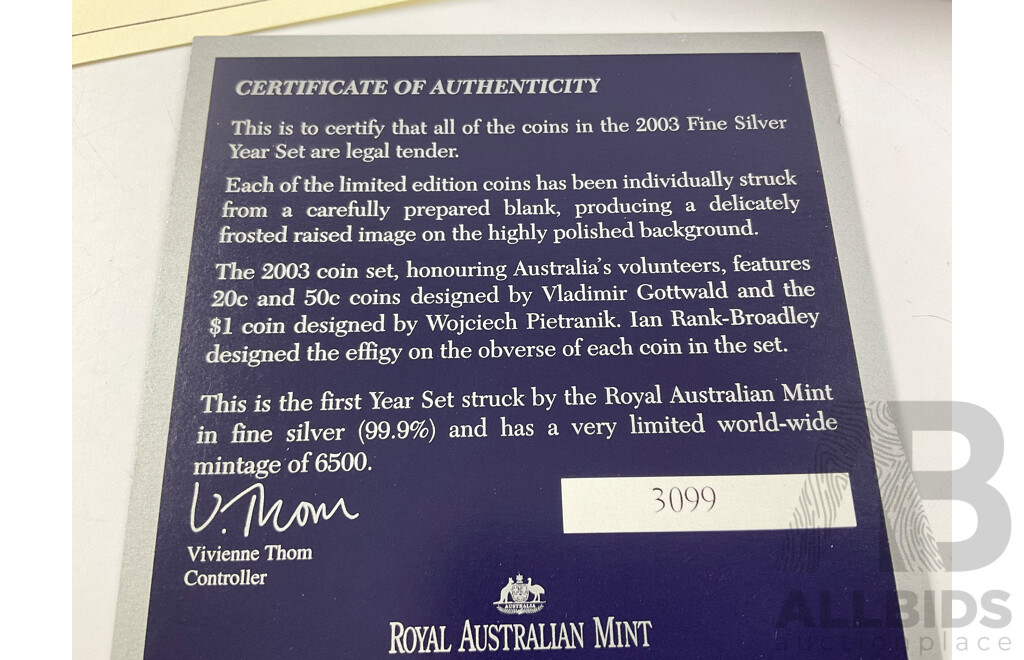 CERTIFICATE OF AUTHENTICITY
This is to certify that all of the coins in the 2003 Fine Silver
Year Set are legal tender.
Each of the limited edition coins has been individually struck
from a carefully prepared blank, producing a delicately
frosted raised image on the highly polished background.
The 2003 coin set, honouring Australia's volunteers, features
20c and 50c coins designed by Vladimir Gottwald and the
$1 coin designed by Wojciech Pietranik. Ian Rank-Broadley
designed the effigy on the obverse of each coin in the set.
This is the first Year Set struck by the Royal Australian Mint
in fine silver (99.9%) and has a very limited world-wide
mintage of 6500.
V. Thom
3099
Vivienne Thom
Controller
AUSTRALIA
ROYAL AUSTRALIAN MINT
AB
ALLBIDS
auctionplace